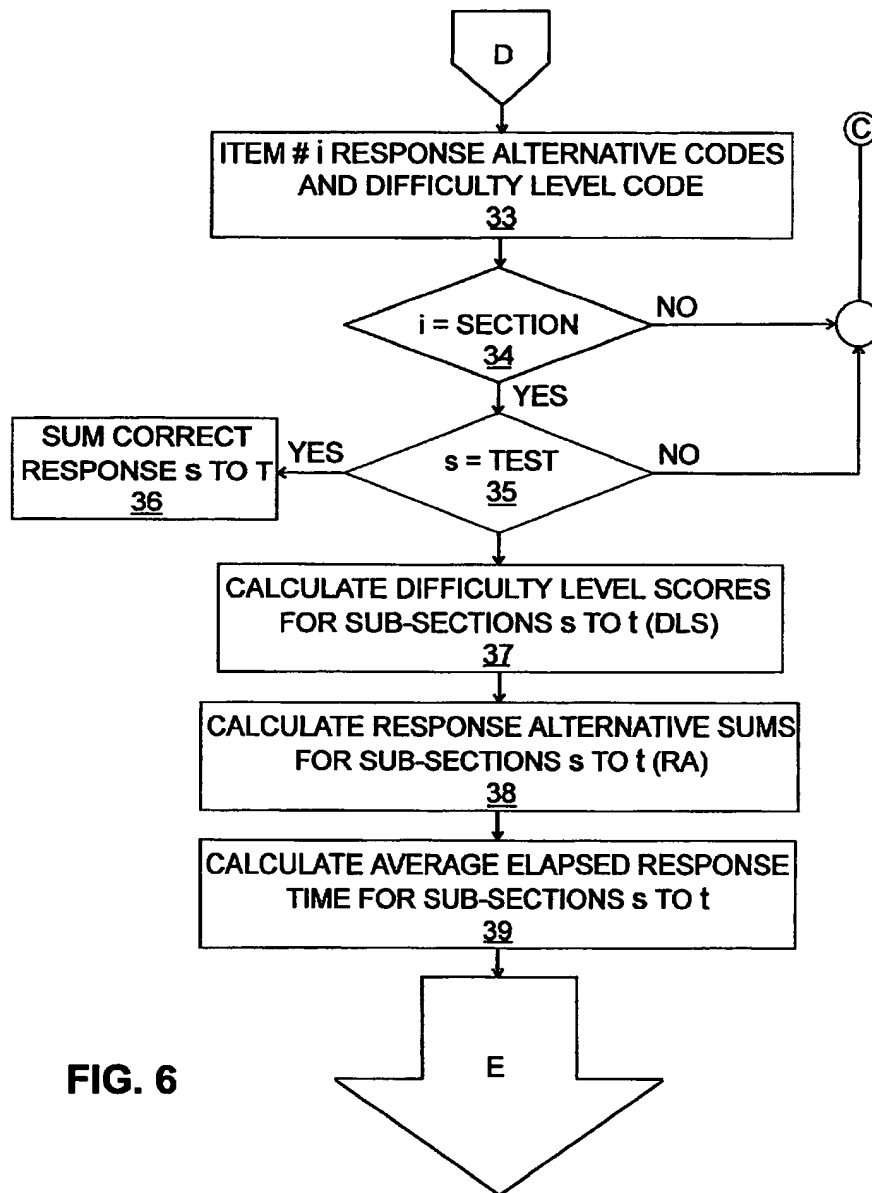 D
C
ITEM # i RESPONSE ALTERNATIVE CODES
AND DIFFICULTY LEVEL CODE
33
i = SECTION
34
NO
YES
SUM CORRECT
RESPONSE s TO T
36
YES
s = TEST
35
NO
CALCULATE DIFFICULTY LEVEL SCORES
FOR SUB-SECTIONS s TO t (DLS)
37
CALCULATE RESPONSE ALTERNATIVE SUMS
FOR SUB-SECTIONS s TO t (RA)
38
CALCULATE AVERAGE ELAPSED RESPONSE
TIME FOR SUB-SECTIONS s TO t
39
E
FIG. 6